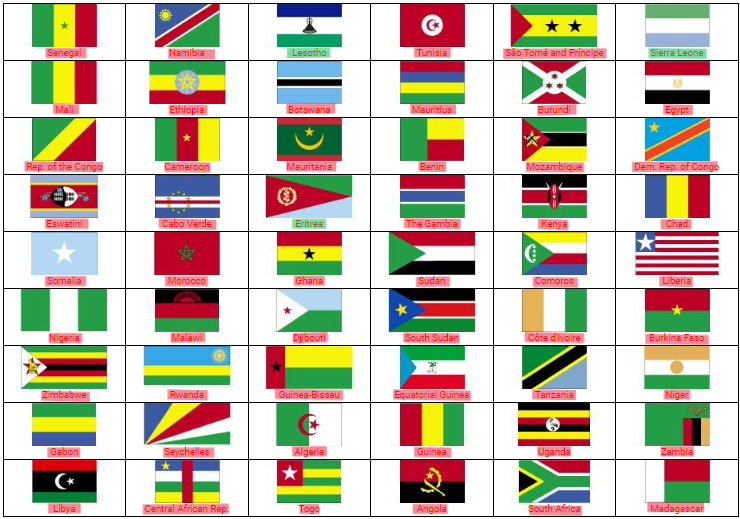 Senegal
Namibia
Lesotho
Tunisia
São Tomé and Príncipe
Sierra Leone
Mali
Ethiopia
Botswana
Mauritius
Burundi
Egypt
Rep. of the Congo
Cameroon
Mauritania
Benin
Mozambique
Dem. Rep. of Congo
Eswatini
Cabo Verde
Eritrea
The Gambia
Kenya
Chad
Somalia
Morocco
Ghana
Sudan
Comoros
Liberia
Nigeria
Malawi
Djibouti
South Sudan
Côte d'Ivoire
Burkina Faso
Zimbabwe
Rwanda
Guinea-Bissau
Equatorial Guinea
Tanzania
Niger
Gabon
Seychelles
Algeria
Guinea
Uganda
Zambia
Libya
Central African Rep.
Togo
Angola
South Africa
Madagascar